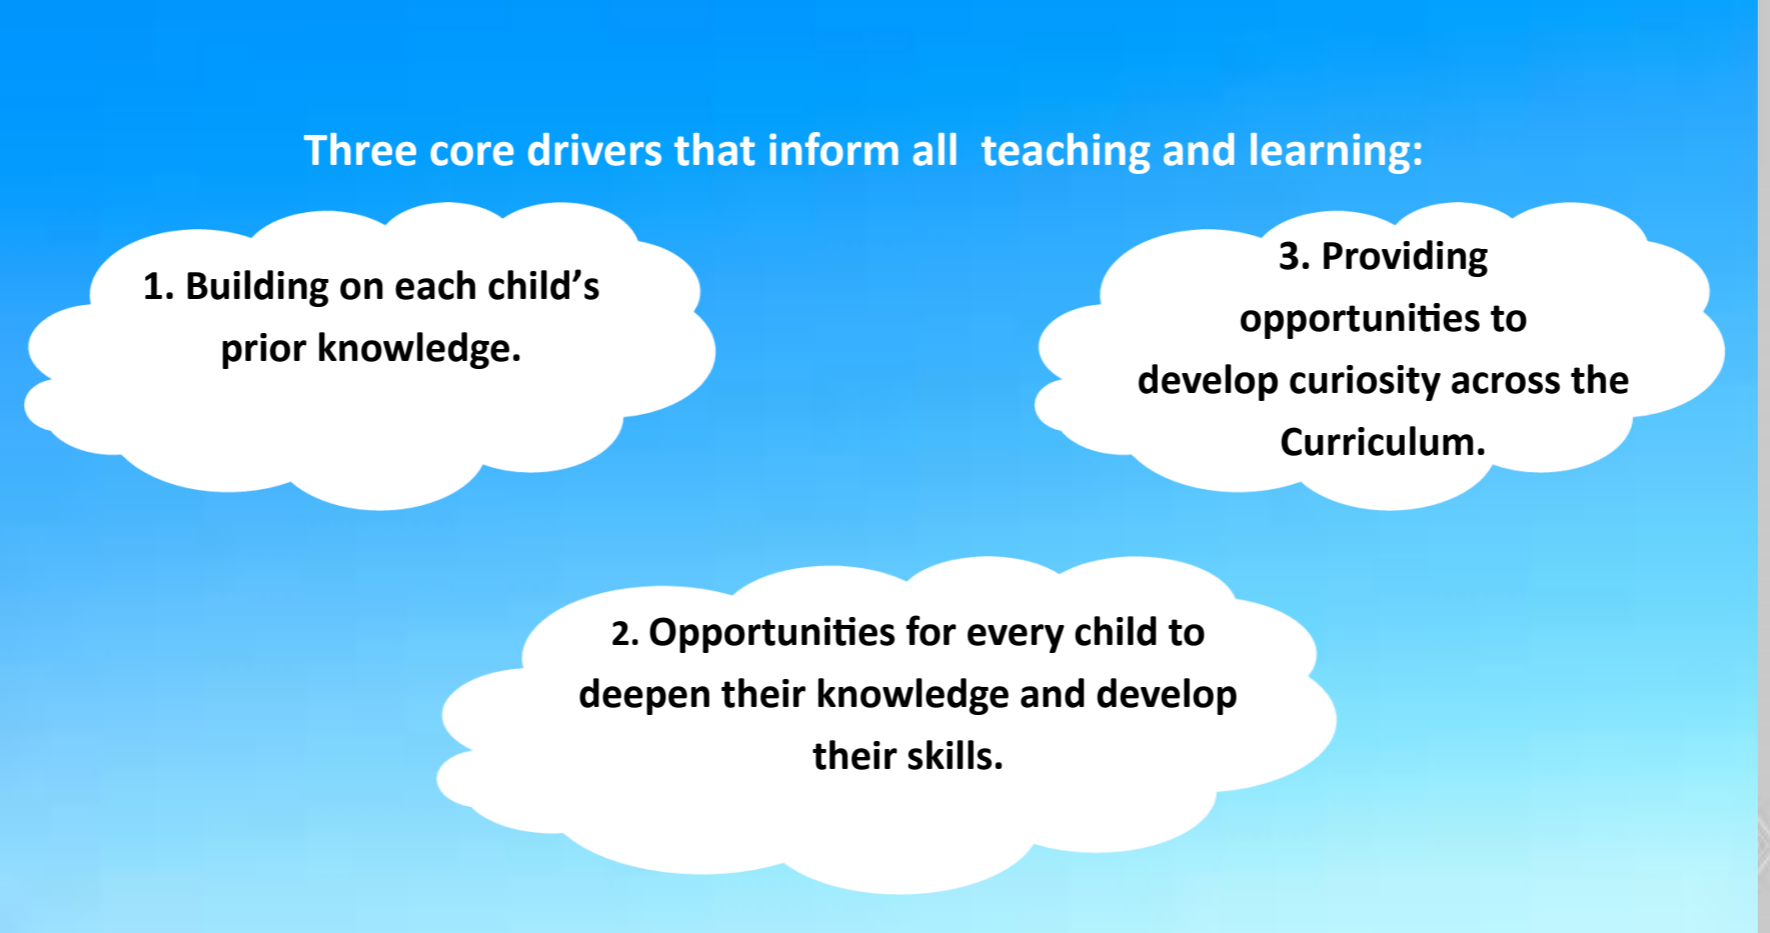 Three core drivers that inform all  teaching and learning:
1. Building on each child’s
prior knowledge.
2. Opportunities for every child to
deepen their knowledge and develop
their skills.
3. Providing
opportunities to
develop curiosity across the
Curriculum.